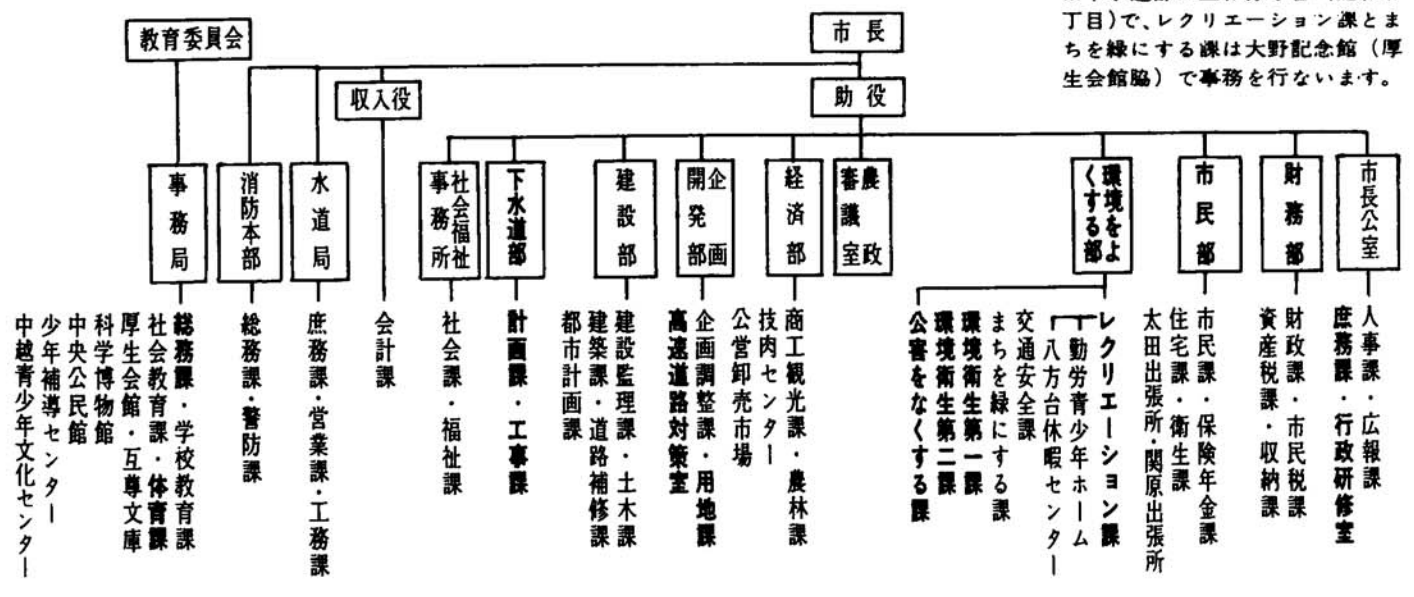 丁目)で、レクリエーション課とま
ちを緑にする課は大野記念館(厚
生会館脇)で事務を行ないます。
市長
助役
収入役
教育委員会
市長公室
人事課・広報課
庶務課・行政研修室
財務部
財政課・市民税課
資産税課・収納課
市民部
市民課・保険年金課
住宅課・衛生課
太田出張所・関原出張所
環境をよ
くする部
レクリエーション課
勤労青少年ホーム
八方台休暇センター
交通安全課
まちを緑にする課
環境衛生第一課
環境衛生第二課
公害をなくする課
農政
審議室
経済部
商工観光課・農林課
技肉センター
公営卸売市場
企画
開発部
企画調整課・用地課
高速道路対策室
建設部
建設監理課・土木課
建築課・道路補修課
都市計画課
下水道部
計画課・工事課
社会福祉
事務所
社会課・福祉課
会計課
水道局
庶務課・営業課・工務課
消防本部
総務課・警防課
事務局
総務課・学校教育課
社会教育課・体育課
厚生会館・互尊文庫
科学博物館
中央公民館
少年補導センター
中越青少年文化センター